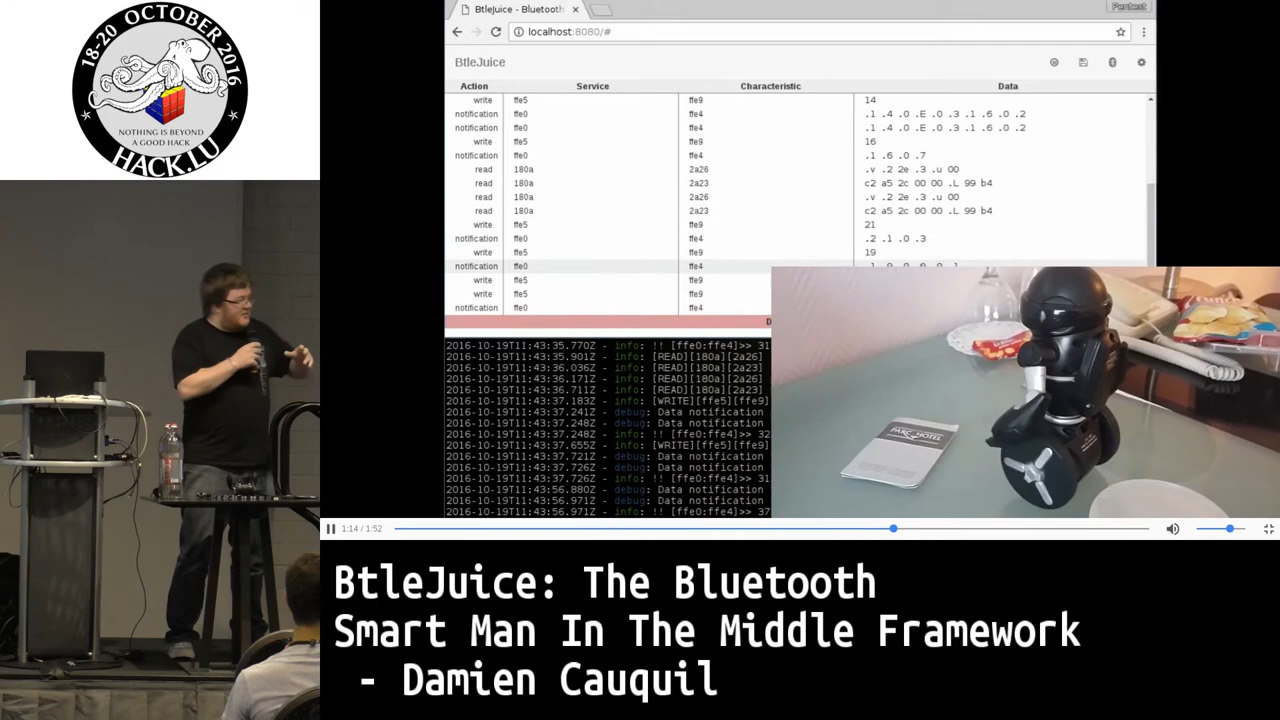 18-20 OCTOBER 2016
NOTHING IS BEYOND
A GOOD HACK
HACK.LU
BtleJuice - Bluetooth
Pentest
localhost:8080/#
BtleJuice
Action Service Characteristic Data
write ffe5 ffe9 14
notification ffe0 ffe4 .1 .4 .0 .E .0 .3 .1 .6 .0 .2
notification ffe0 ffe4 .1 .4 .0 .E .0 .3 .1 .6 .0 .2
write ffe5 ffe9 16
notification ffe0 ffe4 .1 .6 .0 .7
read 180a 2a26 .v .2 2e .3 .u 00
read 180a 2a23 c2 a5 2c 00 00 .L 99 b4
read 180a 2a26 .v .2 2e .3 .u 00
read 180a 2a23 c2 a5 2c 00 00 .L 99 b4
write ffe5 ffe9 21
notification ffe0 ffe4 .2 .1 .0 .3
write ffe5 ffe9 19
notification ffe0 ffe4
write ffe5 ffe9
write ffe5 ffe9
notification ffe0 ffe4
D
2016-10-19T11:43:35.770Z - info: !! [ffe0:ffe4]>> 31
2016-10-19T11:43:35.901Z - info: [READ][180a][2a26]
2016-10-19T11:43:36.036Z - info: [READ][180a][2a23]
2016-10-19T11:43:36.171Z - info: [READ][180a][2a26]
2016-10-19T11:43:36.711Z - info: [READ][180a][2a23]
2016-10-19T11:43:37.183Z - info: [WRITE][ffe5][ffe9]
2016-10-19T11:43:37.241Z - debug: Data notification
2016-10-19T11:43:37.248Z - debug: Data notification
2016-10-19T11:43:37.248Z - info: !! [ffe0:ffe4]>> 32
2016-10-19T11:43:37.655Z - info: [WRITE][ffe5][ffe9]
2016-10-19T11:43:37.721Z - debug: Data notification
2016-10-19T11:43:37.726Z - debug: Data notification
2016-10-19T11:43:37.726Z - info: !! [ffe0:ffe4]>> 31
2016-10-19T11:43:56.880Z - debug: Data notification
2016-10-19T11:43:56.971Z - debug: Data notification
2016-10-19T11:43:56.971Z - info: !! [ffe0:ffe4]>> 37
PARC HOTEL
1:14 / 1:52
BtleJuice: The Bluetooth
Smart Man In The Middle Framework
- Damien Cauquil